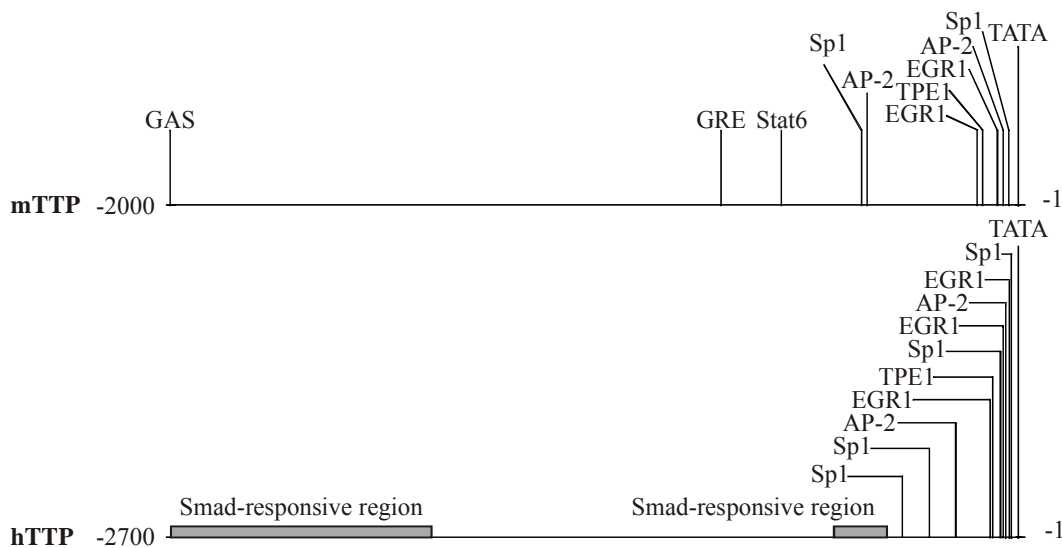 Sp1
TATA
Sp1
AP-2
EGR1
AP-2
TPE1
GAS
GRE
Stat6
EGR1
mTTP -2000
-1
TATA
Sp1
EGR1
AP-2
EGR1
Sp1
TPE1
EGR1
AP-2
Sp1
Sp1
Smad-responsive region
Smad-responsive region
hTTP -2700
-1